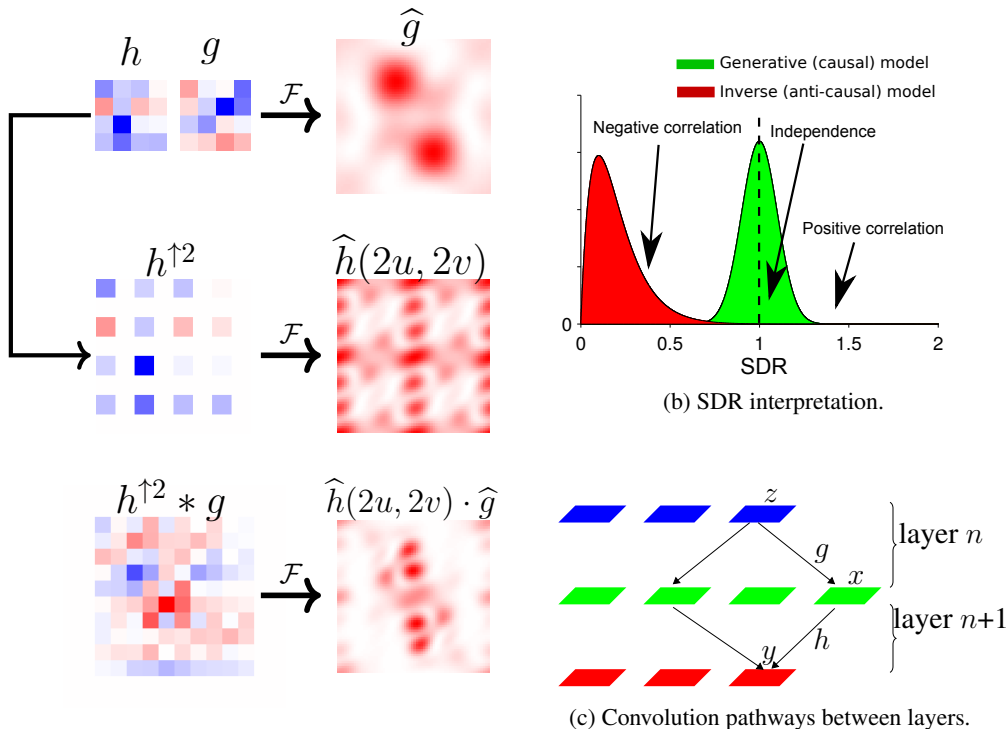 h g ĝ
ℱ
h↑2 ĥ(2u, 2v)
ℱ
h↑2 ∗ g ĥ(2u, 2v) · ĝ
ℱ
Generative (causal) model
Inverse (anti-causal) model
Negative correlation
Independence
Positive correlation
0
0 0.5 1 1.5 2
SDR
(b) SDR interpretation.
z
layer n
g
x
layer n+1
h
y
(c) Convolution pathways between layers.